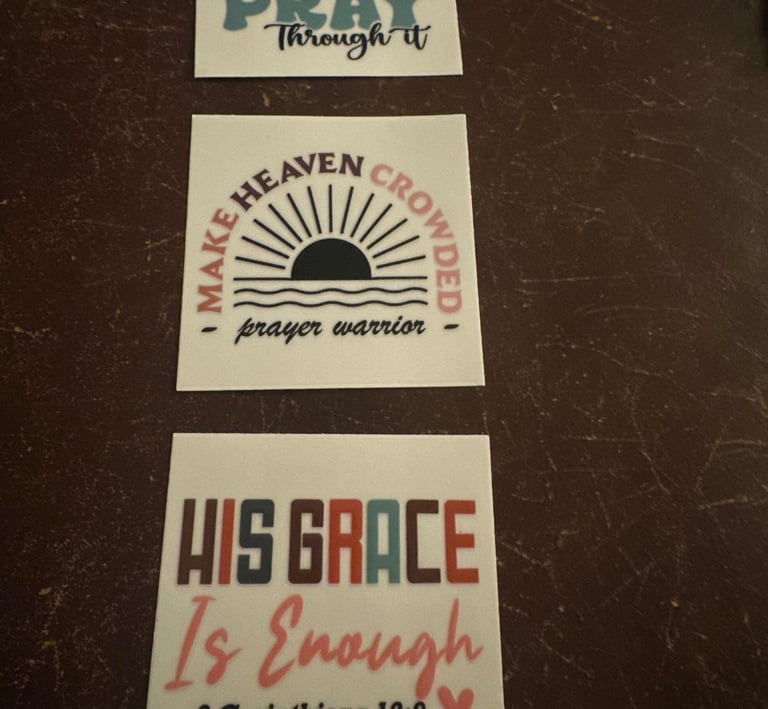 PRAY
Through it
MAKE HEAVEN CROWDED
- prayer warrior -
HIS GRACE
Is Enough